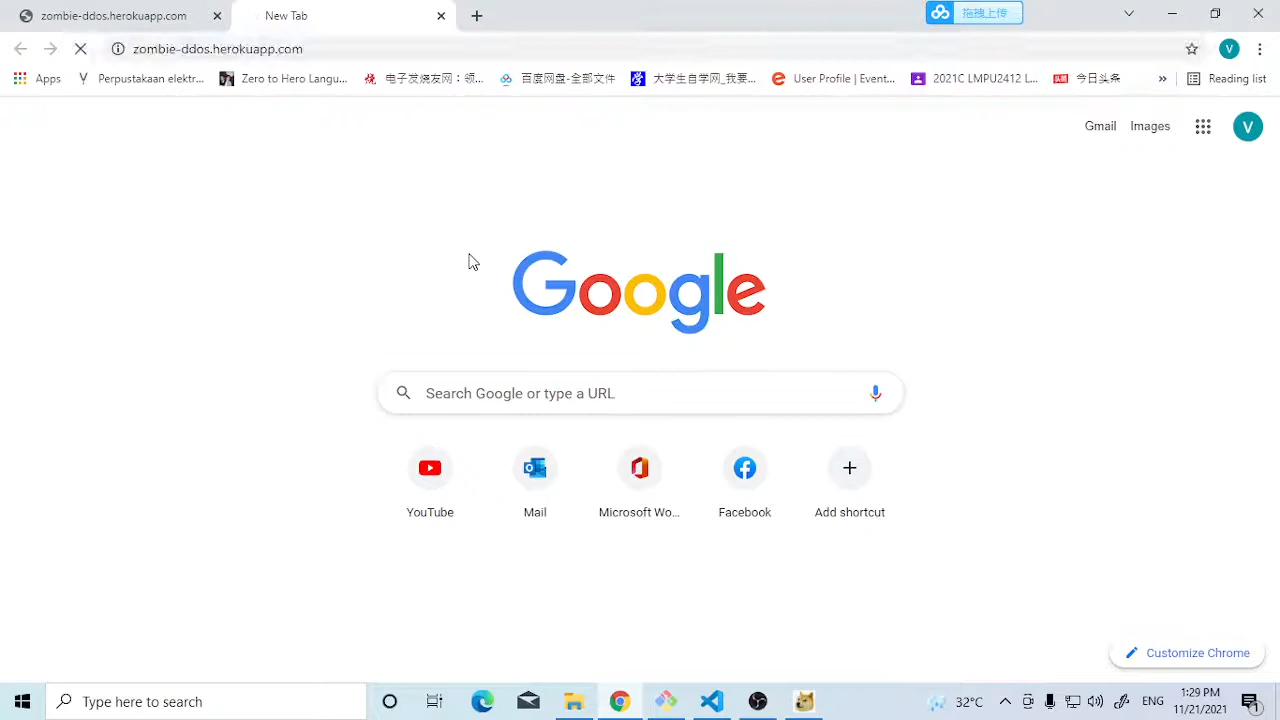 zombie-ddos.herokuapp.com
New Tab
拖拽上传
zombie-ddos.herokuapp.com
V
Apps
Perpustakaan elektr...
Zero to Hero Langu...
电子发烧友网：领...
百度网盘-全部文件
大学生自学网_我要...
User Profile | Event...
2021C LMPU2412 L...
今日头条
»
Reading list
Gmail
Images
V
Google
Search Google or type a URL
YouTube
Mail
Microsoft Wo...
Facebook
Add shortcut
Customize Chrome
Type here to search
32°C
ENG
1:29 PM
11/21/2021
1